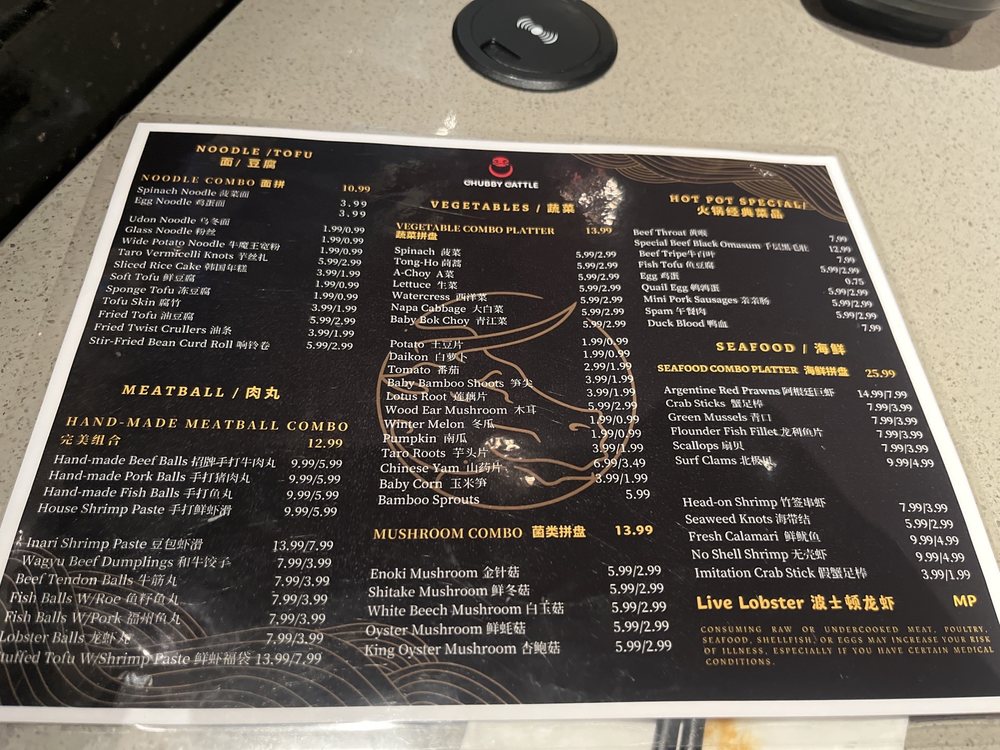 NOODLE /TOFU
面/ 豆腐
NOODLE COMBO 面拼 10.99
Spinach Noodle 菠菜面 3.99
Egg Noodle 鸡蛋面 3.99
Udon Noodle 乌冬面 1.99/0.99
Glass Noodle 粉丝 1.99/0.99
Wide Potato Noodle 牛魔王宽粉 1.99/0.99
Taro Vermicelli Knots 芋丝扎 5.99/2.99
Sliced Rice Cake 韩国年糕 3.99/1.99
Soft Tofu 鲜豆腐 1.99/0.99
Sponge Tofu 冻豆腐 1.99/0.99
Tofu Skin 腐竹 3.99/1.99
Fried Tofu 油豆腐 5.99/2.99
Fried Twist Crullers 油条 3.99/1.99
Stir-Fried Bean Curd Roll 响铃卷 5.99/2.99
MEATBALL / 肉丸
HAND-MADE MEATBALL COMBO
完美组合 12.99
Hand-made Beef Balls 招牌手打牛肉丸 9.99/5.99
Hand-made Pork Balls 手打猪肉丸 9.99/5.99
Hand-made Fish Balls 手打鱼丸 9.99/5.99
House Shrimp Paste 手打鲜虾滑 9.99/5.99
Inari Shrimp Paste 豆包虾滑 13.99/7.99
Wagyu Beef Dumplings 和牛饺子 7.99/3.99
Beef Tendon Balls 牛筋丸 7.99/3.99
Fish Balls W/Roe 鱼籽鱼丸 7.99/3.99
Fish Balls W/Pork 福州鱼丸 7.99/3.99
Lobster Balls 龙虾丸 7.99/3.99
tuffed Tofu W/Shrimp Paste 鲜虾福袋 13.99/7.99
CHUBBY CATTLE
VEGETABLES / 蔬菜
VEGETABLE COMBO PLATTER 13.99
蔬菜拼盘
Spinach 菠菜 5.99/2.99
Tong-Ho 茼蒿 5.99/2.99
A-Choy A菜 5.99/2.99
Lettuce 生菜 5.99/2.99
Watercress 西洋菜 5.99/2.99
Napa Cabbage 大白菜 5.99/2.99
Baby Bok Choy 青江菜 5.99/2.99
Potato 土豆片 1.99/0.99
Daikon 白萝卜 1.99/0.99
Tomato 番茄 2.99/1.99
Baby Bamboo Shoots 笋尖 3.99/1.99
Lotus Root 莲藕片 3.99/1.99
Wood Ear Mushroom 木耳 5.99/2.99
Winter Melon 冬瓜 1.99/0.99
Pumpkin 南瓜 1.99/0.99
Taro Roots 芋头片 3.99/1.99
Chinese Yam 山药片 6.99/3.49
Baby Corn 玉米笋 3.99/1.99
Bamboo Sprouts 5.99
MUSHROOM COMBO 菌类拼盘 13.99
Enoki Mushroom 金针菇 5.99/2.99
Shitake Mushroom 鲜冬菇 5.99/2.99
White Beech Mushroom 白玉菇 5.99/2.99
Oyster Mushroom 鲜蚝菇 5.99/2.99
King Oyster Mushroom 杏鲍菇 5.99/2.99
HOT POT SPECIAL/
火锅经典菜品
Beef Throat 黄喉 7.99
Special Beef Black Omasum 千层黑毛肚 12.99
Beef Tripe牛百叶 7.99
Fish Tofu 鱼豆腐 5.99/2.99
Egg 鸡蛋 0.75
Quail Egg 鹌鹑蛋 5.99/2.99
Mini Pork Sausages 亲亲肠 5.99/2.99
Spam 午餐肉 5.99/2.99
Duck Blood 鸭血 7.99
SEAFOOD / 海鲜
SEAFOOD COMBO PLATTER 海鲜拼盘 25.99
Argentine Red Prawns 阿根廷巨虾 14.99/7.99
Crab Sticks 蟹足棒 7.99/3.99
Green Mussels 青口 7.99/3.99
Flounder Fish Fillet 龙利鱼片 7.99/3.99
Scallops 扇贝 7.99/3.99
Surf Clams 北极贝 9.99/4.99
Head-on Shrimp 竹签串虾 7.99/3.99
Seaweed Knots 海带结 5.99/2.99
Fresh Calamari 鲜鱿鱼 9.99/4.99
No Shell Shrimp 无壳虾 9.99/4.99
Imitation Crab Stick 假蟹足棒 3.99/1.99
Live Lobster 波士顿龙虾 MP
CONSUMING RAW OR UNDERCOOKED MEAT, POULTRY,
SEAFOOD, SHELLFISH, OR EGGS MAY INCREASE YOUR RISK
OF ILLNESS, ESPECIALLY IF YOU HAVE CERTAIN MEDICAL
CONDITIONS.